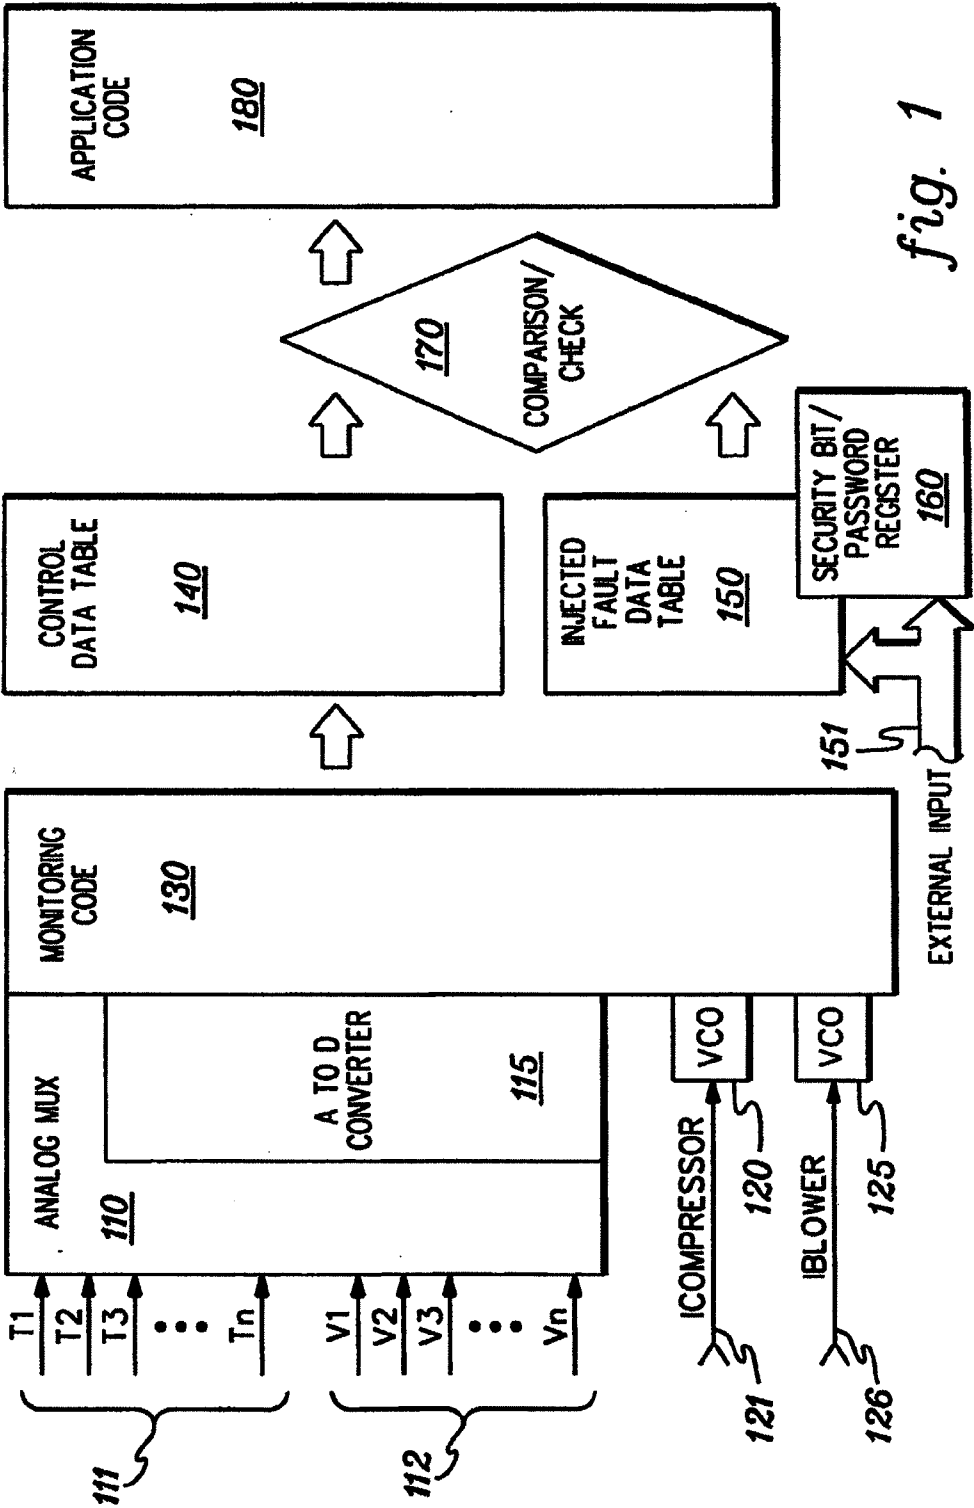 111
T1
T2
T3
Tn
112
V1
V2
V3
Vn
ANALOG MUX
110
A TO D
CONVERTER
115
121
ICOMPRESSOR
120
VCO
126
IBLOWER
125
VCO
MONITORING
CODE
130
CONTROL
DATA TABLE
140
INJECTED
FAULT
DATA
TABLE
150
EXTERNAL INPUT
151
SECURITY BIT/
PASSWORD
REGISTER
160
170
COMPARISON/
CHECK
APPLICATION
CODE
180
fig. 1